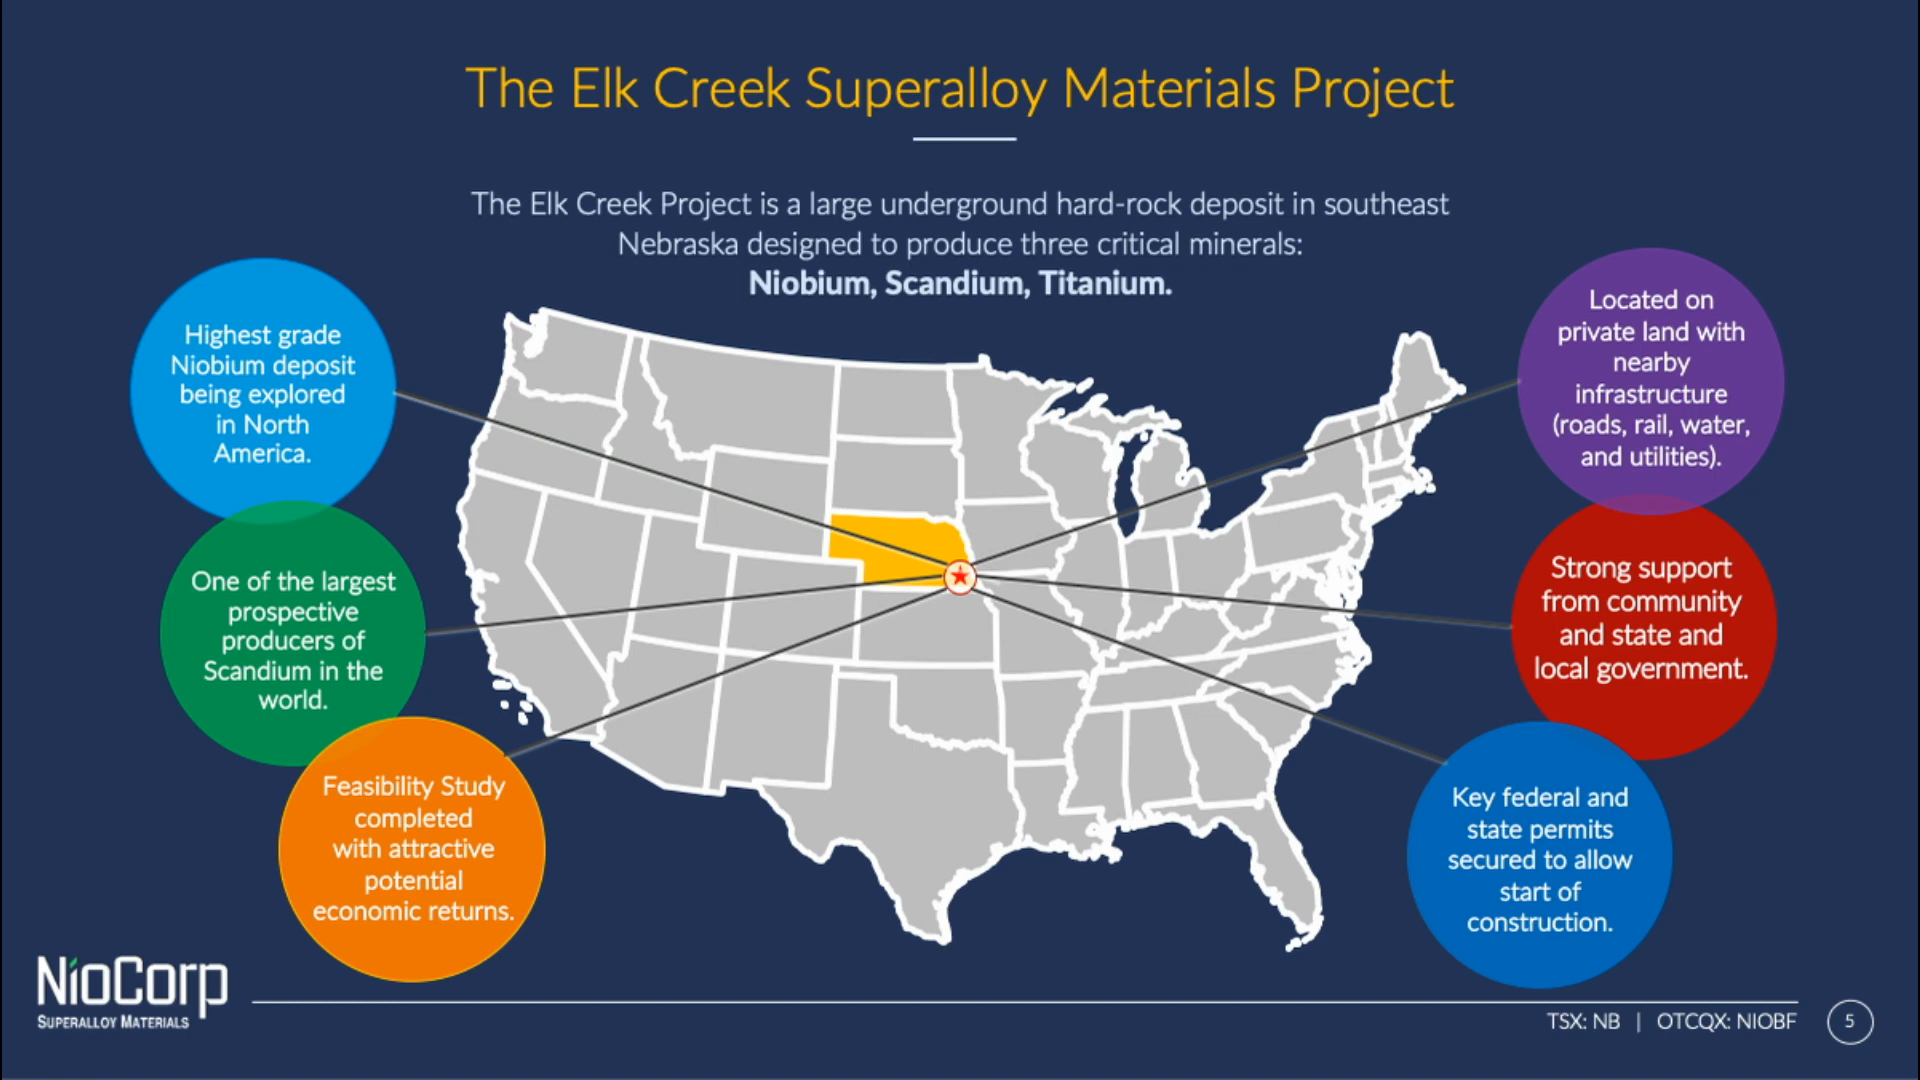 The Elk Creek Superalloy Materials Project
The Elk Creek Project is a large underground hard-rock deposit in southeast
Nebraska designed to produce three critical minerals:
Niobium, Scandium, Titanium.
Highest grade
Niobium deposit
being explored
in North
America.
One of the largest
prospective
producers of
Scandium in the
world.
Feasibility Study
completed
with attractive
potential
economic returns.
Located on
private land with
nearby
infrastructure
(roads, rail, water,
and utilities).
Strong support
from community
and state and
local government.
Key federal and
state permits
secured to allow
start of
construction.
NioCorp
SUPERALLOY MATERIALS
TSX: NB | OTCQX: NIOBF
5